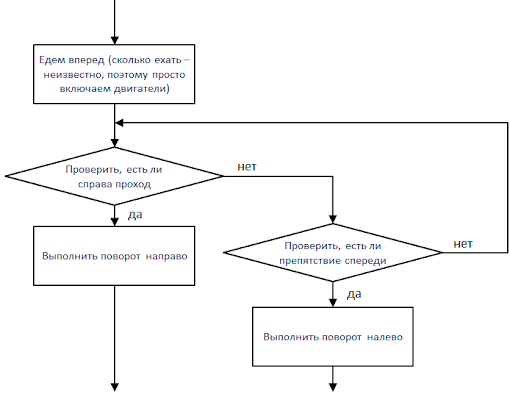 Едем вперед (сколько ехать –
неизвестно, поэтому просто
включаем двигатели)
Проверить, есть ли
справа проход
нет
да
Выполнить поворот направо
Проверить, есть ли
препятствие спереди
нет
да
Выполнить поворот налево